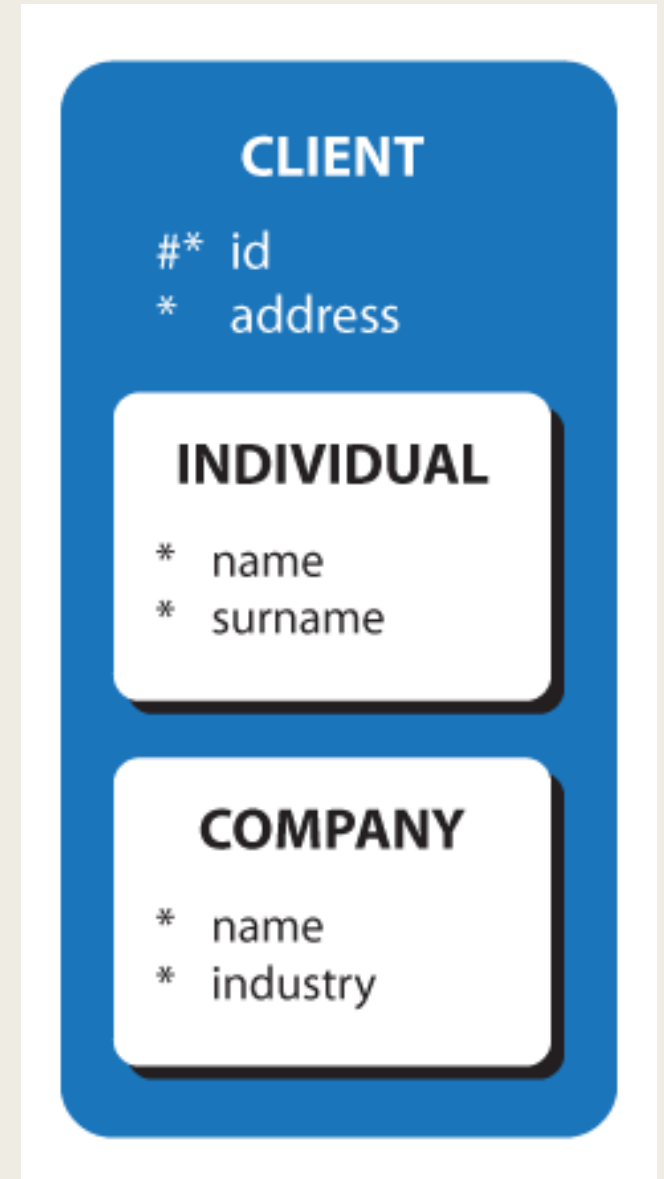 CLIENT
#* id
* address
INDIVIDUAL
* name
* surname
COMPANY
* name
* industry